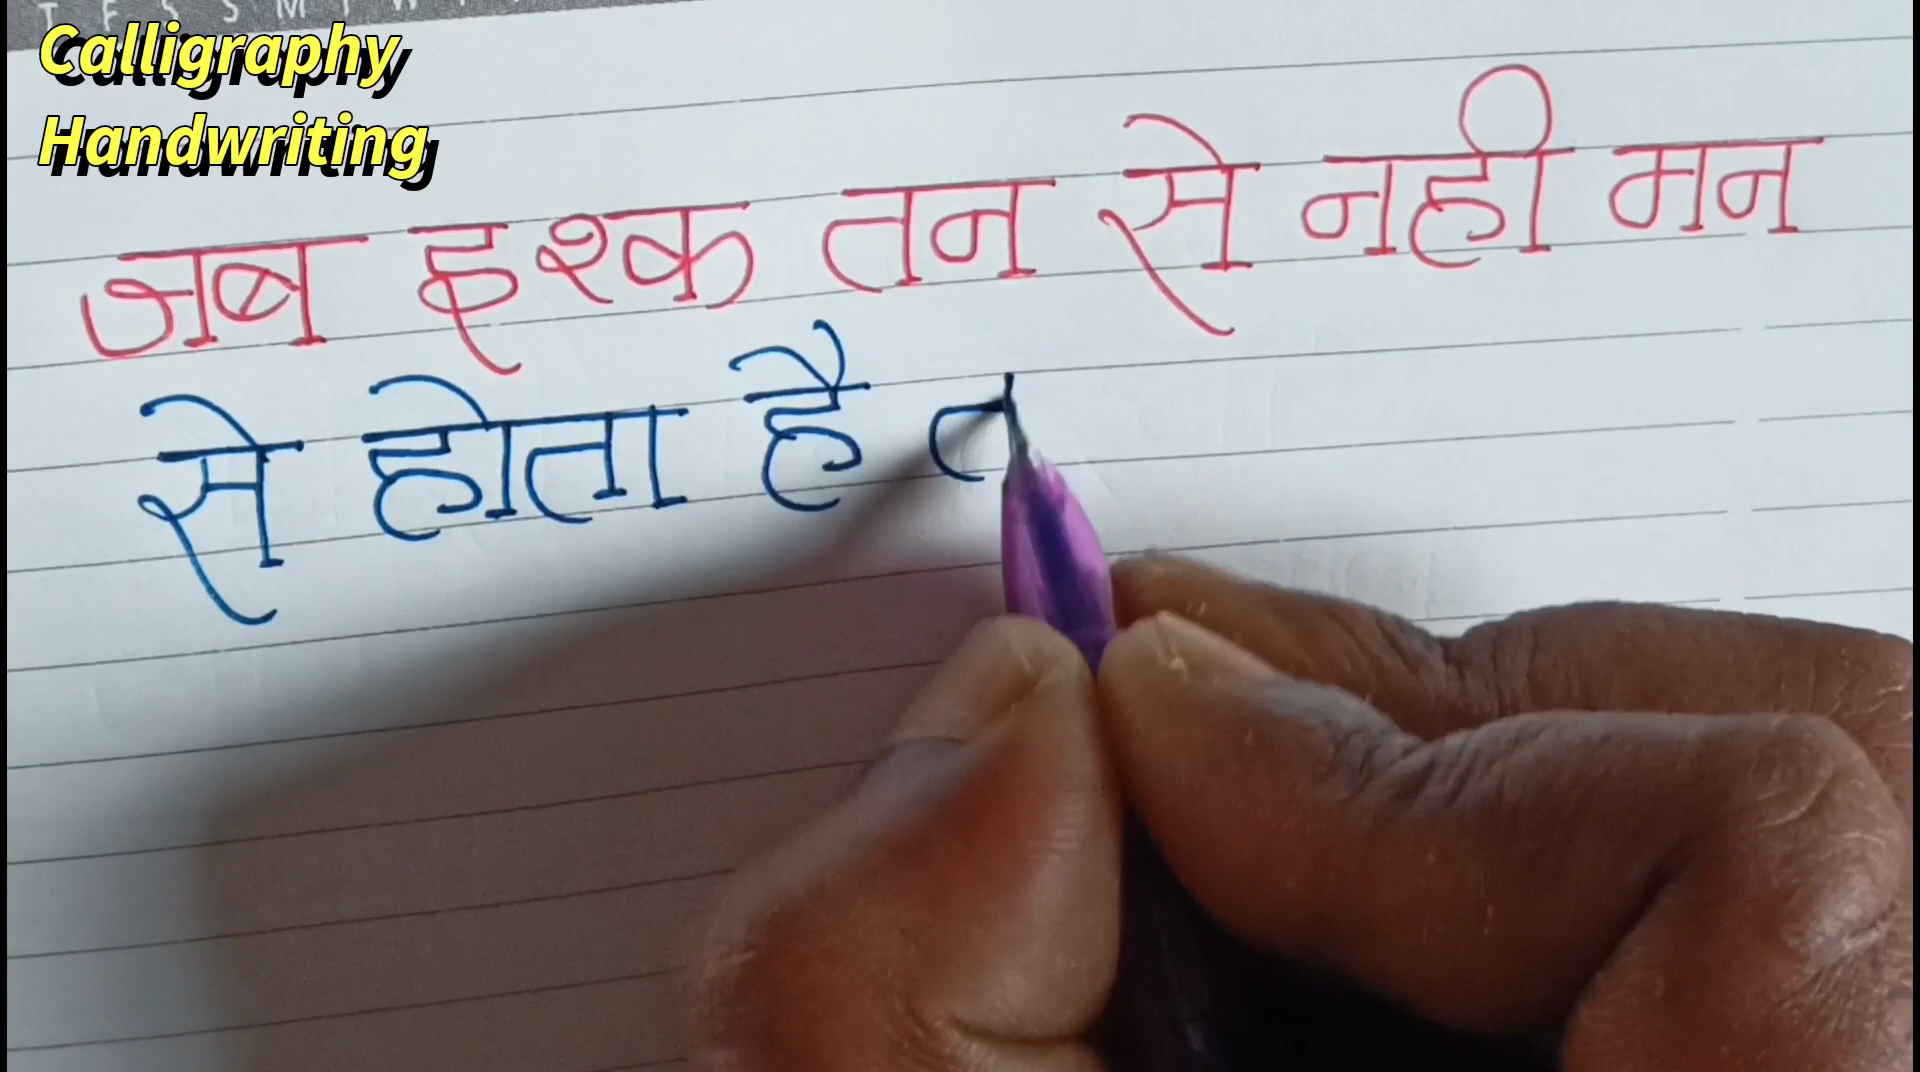 Calligraphy
Handwriting
जब इश्क तन से नही मन
से होता है त